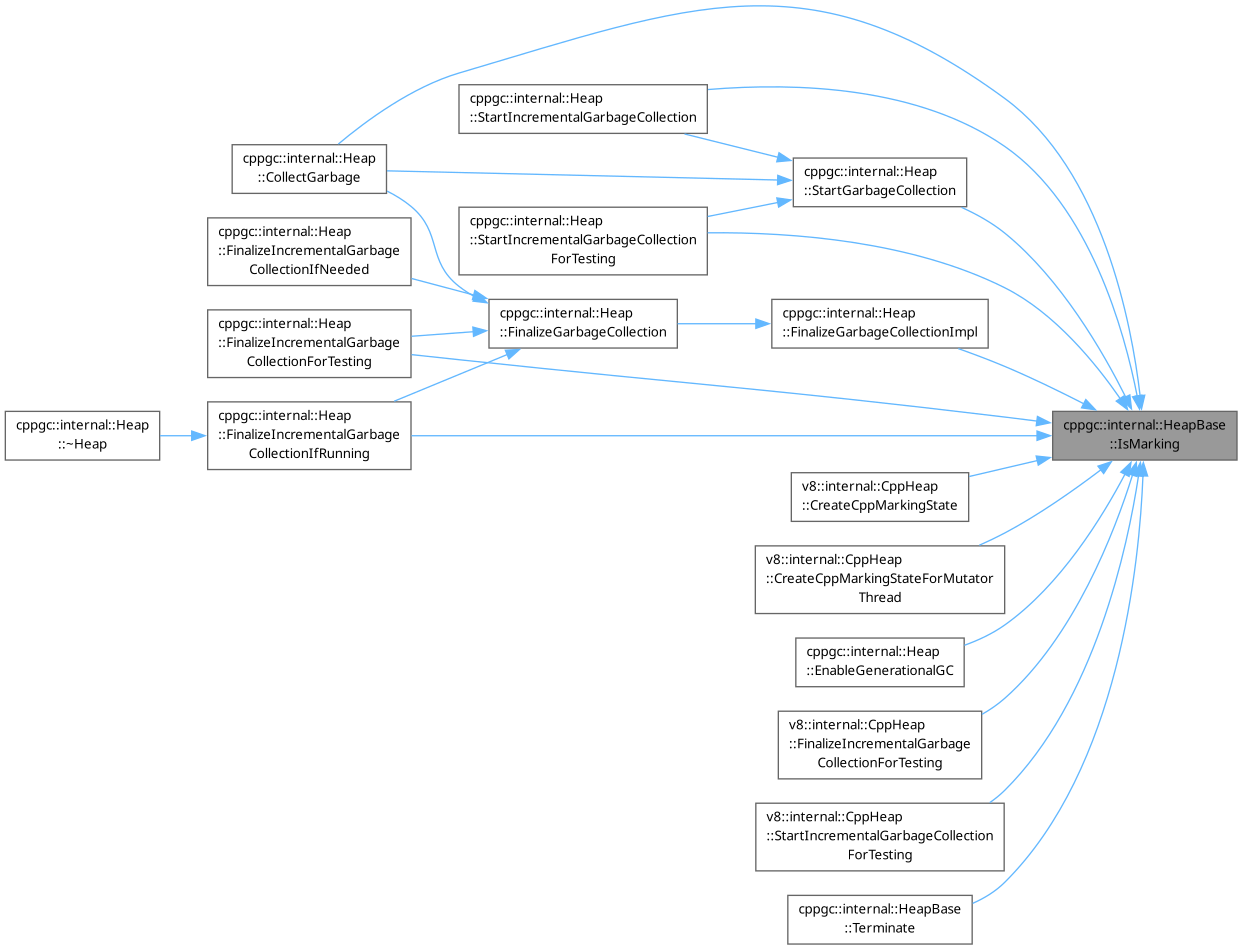 cppgc::internal::Heap
::StartIncrementalGarbageCollection
cppgc::internal::Heap
::CollectGarbage
cppgc::internal::Heap
::StartGarbageCollection
cppgc::internal::Heap
::StartIncrementalGarbageCollection
ForTesting
cppgc::internal::Heap
::FinalizeIncrementalGarbage
CollectionIfNeeded
cppgc::internal::Heap
::FinalizeGarbageCollection
cppgc::internal::Heap
::FinalizeGarbageCollectionImpl
cppgc::internal::Heap
::FinalizeIncrementalGarbage
CollectionForTesting
cppgc::internal::Heap
::~Heap
cppgc::internal::Heap
::FinalizeIncrementalGarbage
CollectionIfRunning
cppgc::internal::HeapBase
::IsMarking
v8::internal::CppHeap
::CreateCppMarkingState
v8::internal::CppHeap
::CreateCppMarkingStateForMutator
Thread
cppgc::internal::Heap
::EnableGenerationalGC
v8::internal::CppHeap
::FinalizeIncrementalGarbage
CollectionForTesting
v8::internal::CppHeap
::StartIncrementalGarbageCollection
ForTesting
cppgc::internal::HeapBase
::Terminate